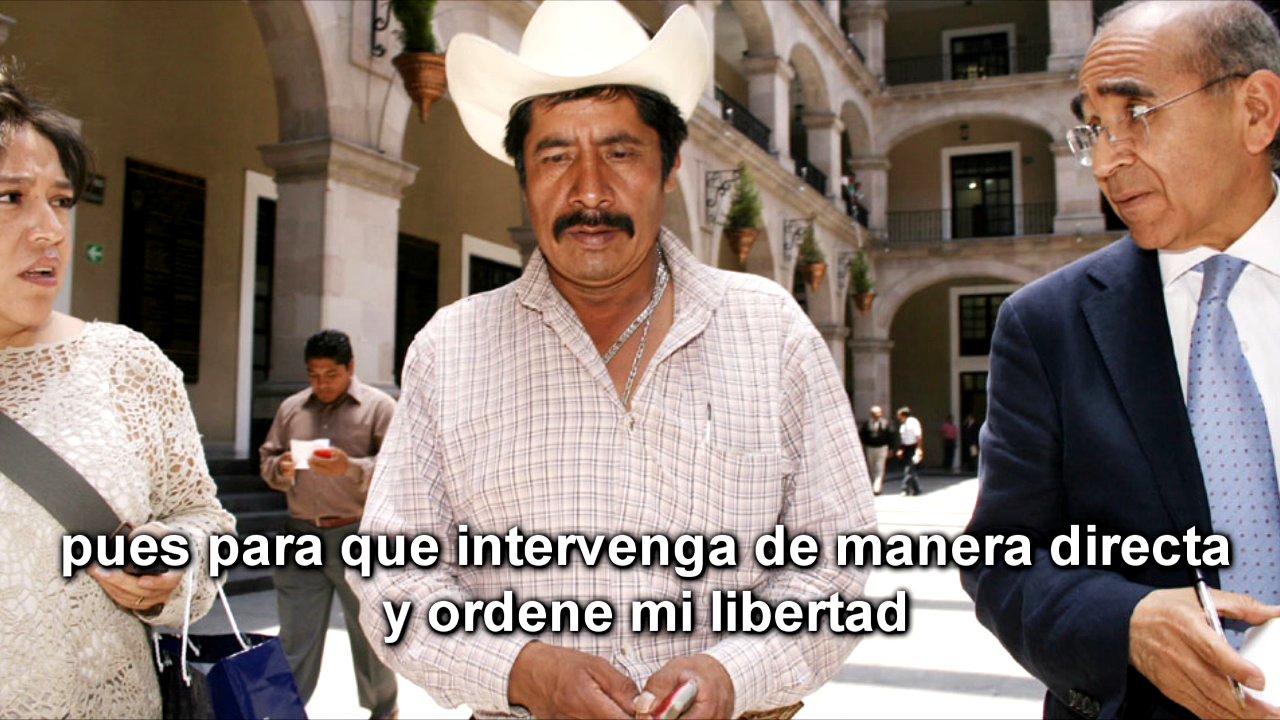 pues para que intervenga de manera directa
y ordene mi libertad